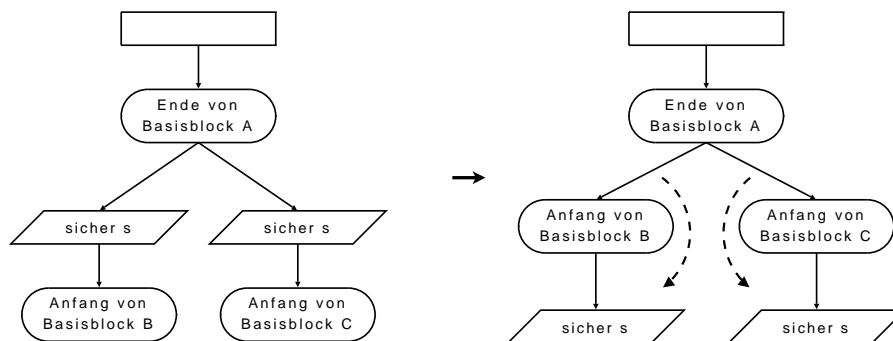 Ende von
Basisblock A
sicher s
sicher s
Anfang von
Basisblock B
Anfang von
Basisblock C
Ende von
Basisblock A
Anfang von
Basisblock B
Anfang von
Basisblock C
sicher s
sicher s